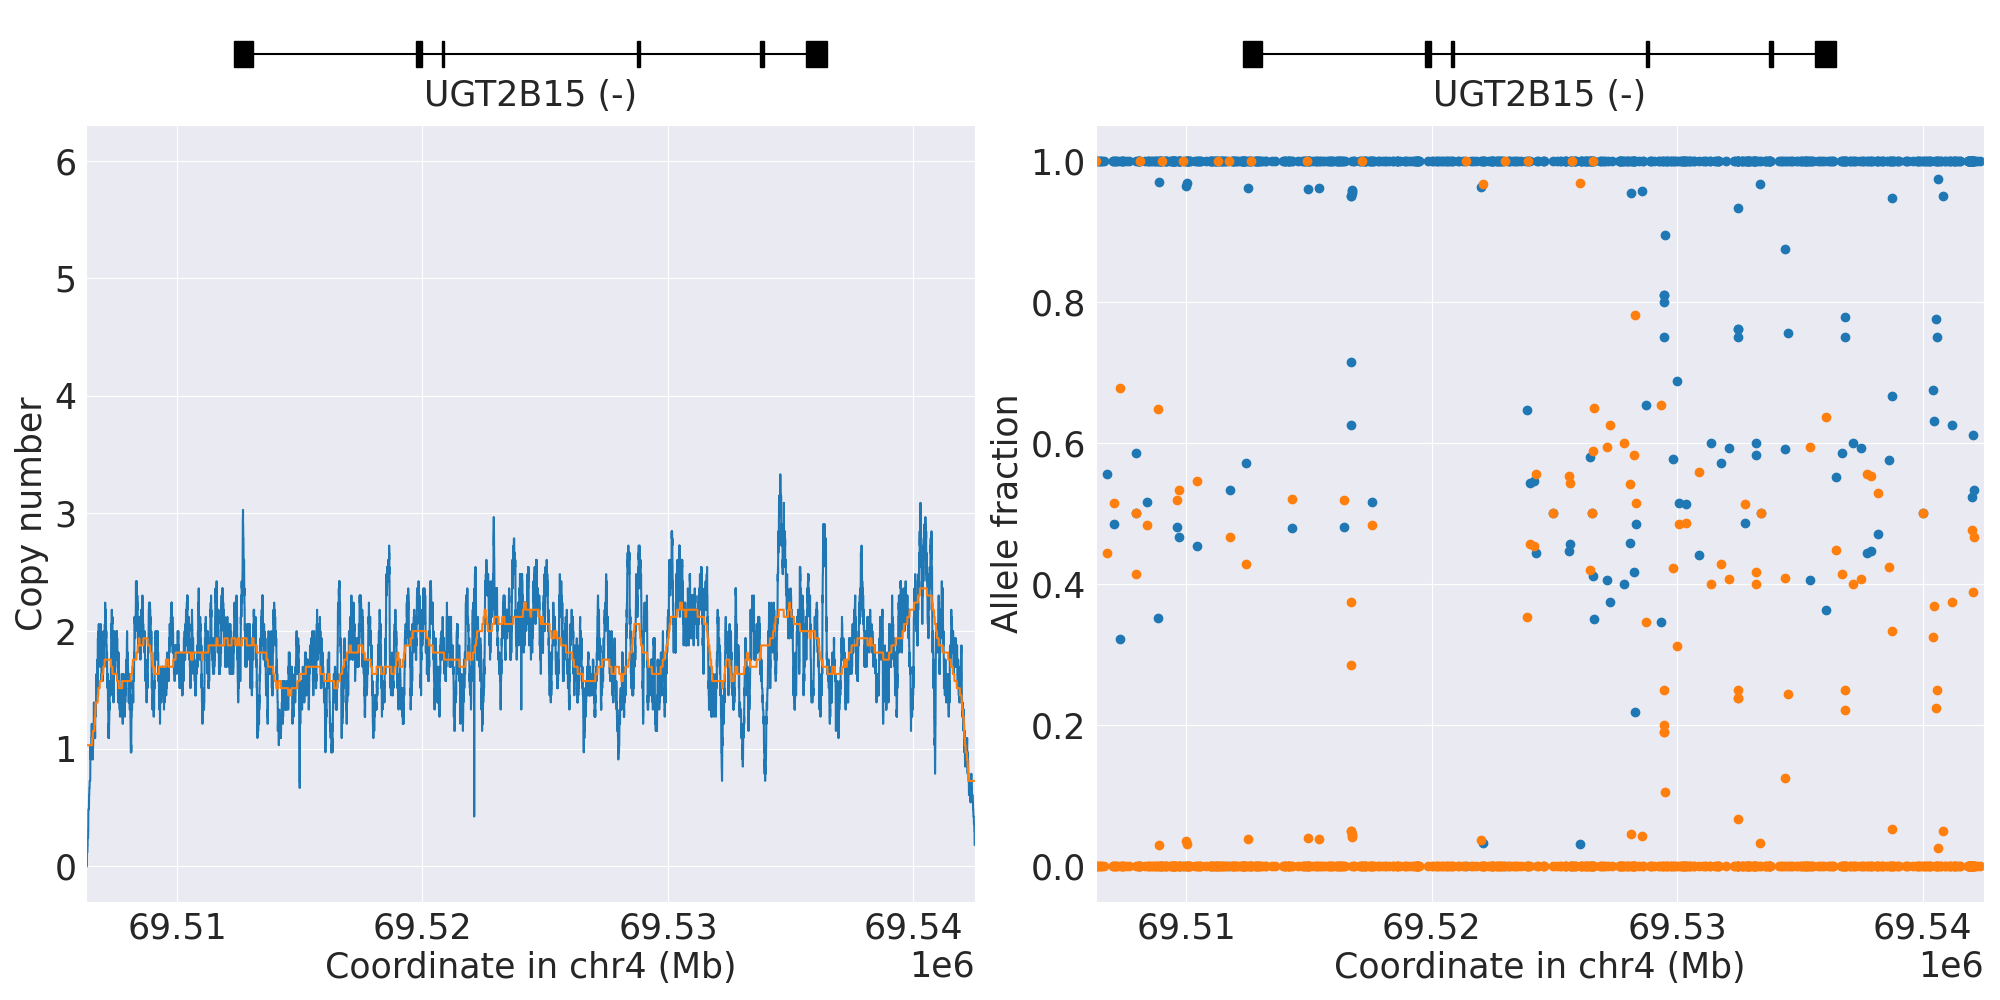 UGT2B15 (-)
6
5
4
3
2
1
0
Copy number
69.51 69.52 69.53 69.54
Coordinate in chr4 (Mb)
1e6
UGT2B15 (-)
1.0
0.8
0.6
0.4
0.2
0.0
Allele fraction
69.51 69.52 69.53 69.54
Coordinate in chr4 (Mb)
1e6